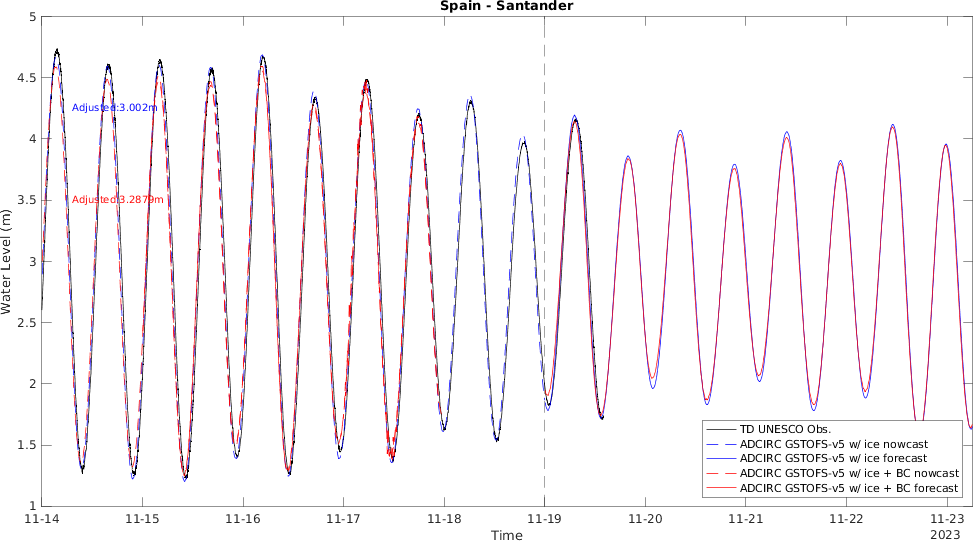 Spain - Santander
5
4.5
4
3.5
3
2.5
2
1.5
1
Water Level (m)
Adjusted:3.002m
Adjusted:3.2879m
TD UNESCO Obs.
ADCIRC GSTOFS-v5 w/ ice nowcast
ADCIRC GSTOFS-v5 w/ ice forecast
ADCIRC GSTOFS-v5 w/ ice + BC nowcast
ADCIRC GSTOFS-v5 w/ ice + BC forecast
11-14 11-15 11-16 11-17 11-18 11-19 11-20 11-21 11-22 11-23
Time
2023